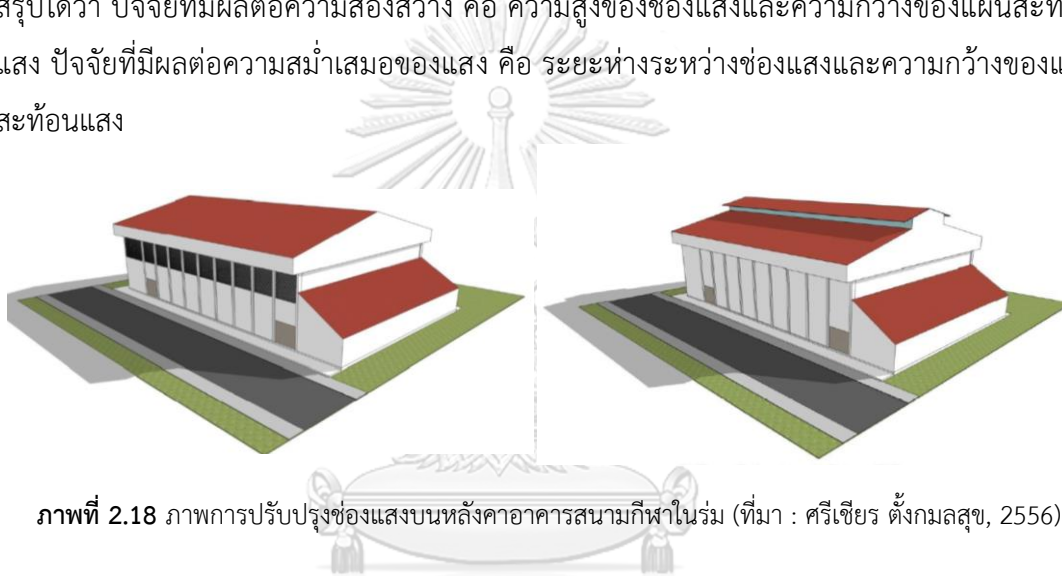 สรุปได้ว่า ปัจจัยที่มีผลต่อความส่องสว่าง คือ ความสูงของช่องแสงและความกว้างของแผ่นสะท
แสง ปัจจัยที่มีผลต่อความสม่ำเสมอของแสง คือ ระยะห่างระหว่างช่องแสงและความกว้างของแ
สะท้อนแสง
ภาพที่ 2.18 ภาพการปรับปรุงช่องแสงบนหลังคาอาคารสนามกีฬาในร่ม (ที่มา : ศรีเชียร ตั้งกมลสุข, 2556)